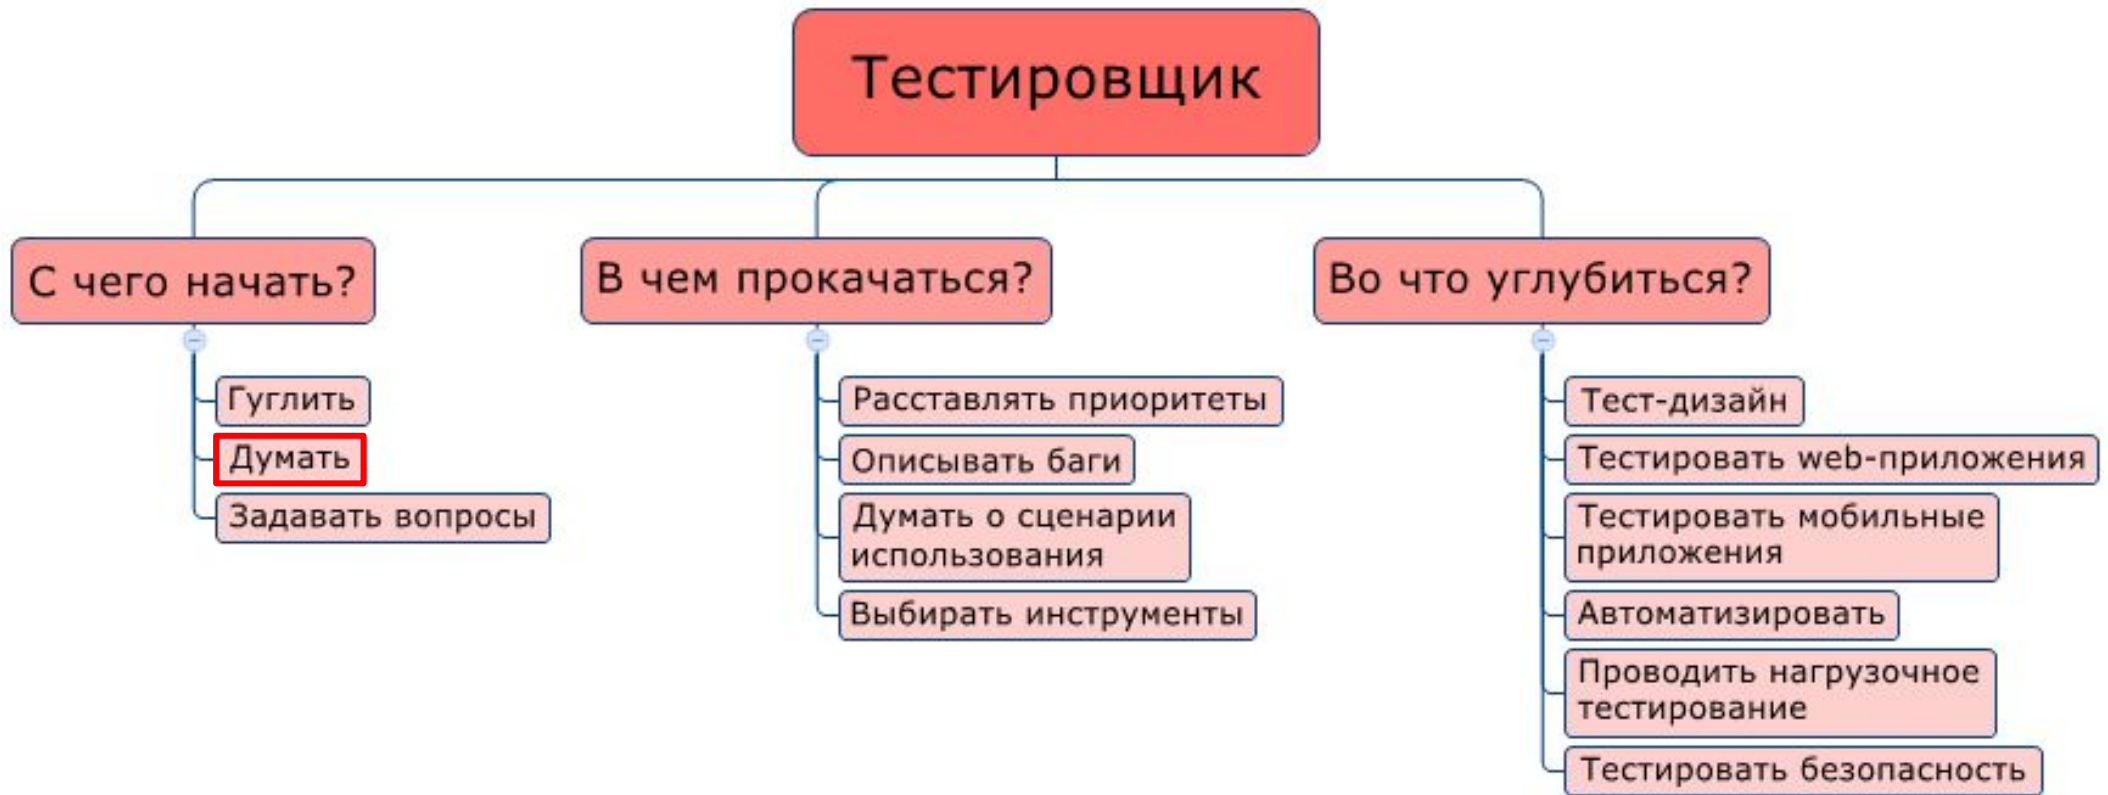 Тестировщик
С чего начать?
Гуглить
Думать
Задавать вопросы
В чем прокачаться?
Расставлять приоритеты
Описывать баги
Думать о сценарии
использования
Выбирать инструменты
Во что углубиться?
Тест-дизайн
Тестировать web-приложения
Тестировать мобильные
приложения
Автоматизировать
Проводить нагрузочное
тестирование
Тестировать безопасность